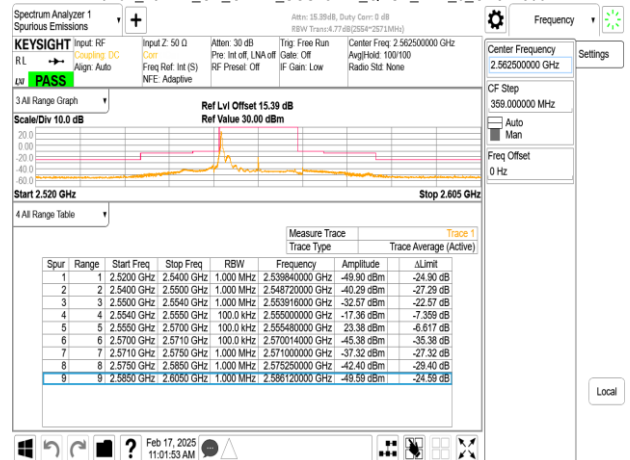 Spectrum Analyzer 1
Spurious Emissions
Attn: 15.39dB, Duty Corr: 0 dB
RBW Trans:4.77dB(2554~2571MHz)
Frequency
KEYSIGHT
Input: RF
Input Z: 50 Ω
Atten: 30 dB
Trig: Free Run
Center Freq: 2.562500000 GHz
RL
Coupling: DC
Corr
Pre: Int off, LNA off
Gate: Off
Avg|Hold: 100/100
Align: Auto
Freq Ref: Int (S)
RF Preset: Off
IF Gain: Low
Radio Std: None
LXI
PASS
NFE: Adaptive
Center Frequency
2.562500000 GHz
Settings
CF Step
359.000000 MHz
Auto
Man
Freq Offset
0 Hz
3 All Range Graph
Ref Lvl Offset 15.39 dB
Scale/Div 10.0 dB
Ref Value 30.00 dBm
20.0
0.00
-20.0
-40.0
-60.0
Start 2.520 GHz
Stop 2.605 GHz
4 All Range Table
Measure Trace Trace 1
Trace Type Trace Average (Active)
Spur Range Start Freq Stop Freq RBW Frequency Amplitude ΔLimit
1 1 2.5200 GHz 2.5400 GHz 1.000 MHz 2.539840000 GHz -49.90 dBm -24.90 dB
2 2 2.5400 GHz 2.5500 GHz 1.000 MHz 2.548720000 GHz -40.29 dBm -27.29 dB
3 3 2.5500 GHz 2.5540 GHz 1.000 MHz 2.553916000 GHz -32.57 dBm -22.57 dB
4 4 2.5540 GHz 2.5550 GHz 100.0 kHz 2.555000000 GHz -17.36 dBm -7.359 dB
5 5 2.5550 GHz 2.5700 GHz 100.0 kHz 2.555480000 GHz 23.38 dBm -6.617 dB
6 6 2.5700 GHz 2.5710 GHz 100.0 kHz 2.570014000 GHz -45.38 dBm -35.38 dB
7 7 2.5710 GHz 2.5750 GHz 1.000 MHz 2.571000000 GHz -37.32 dBm -27.32 dB
8 8 2.5750 GHz 2.5850 GHz 1.000 MHz 2.575250000 GHz -42.40 dBm -29.40 dB
9 9 2.5850 GHz 2.6050 GHz 1.000 MHz 2.586120000 GHz -49.59 dBm -24.59 dB
Local
Feb 17, 2025
11:01:53 AM